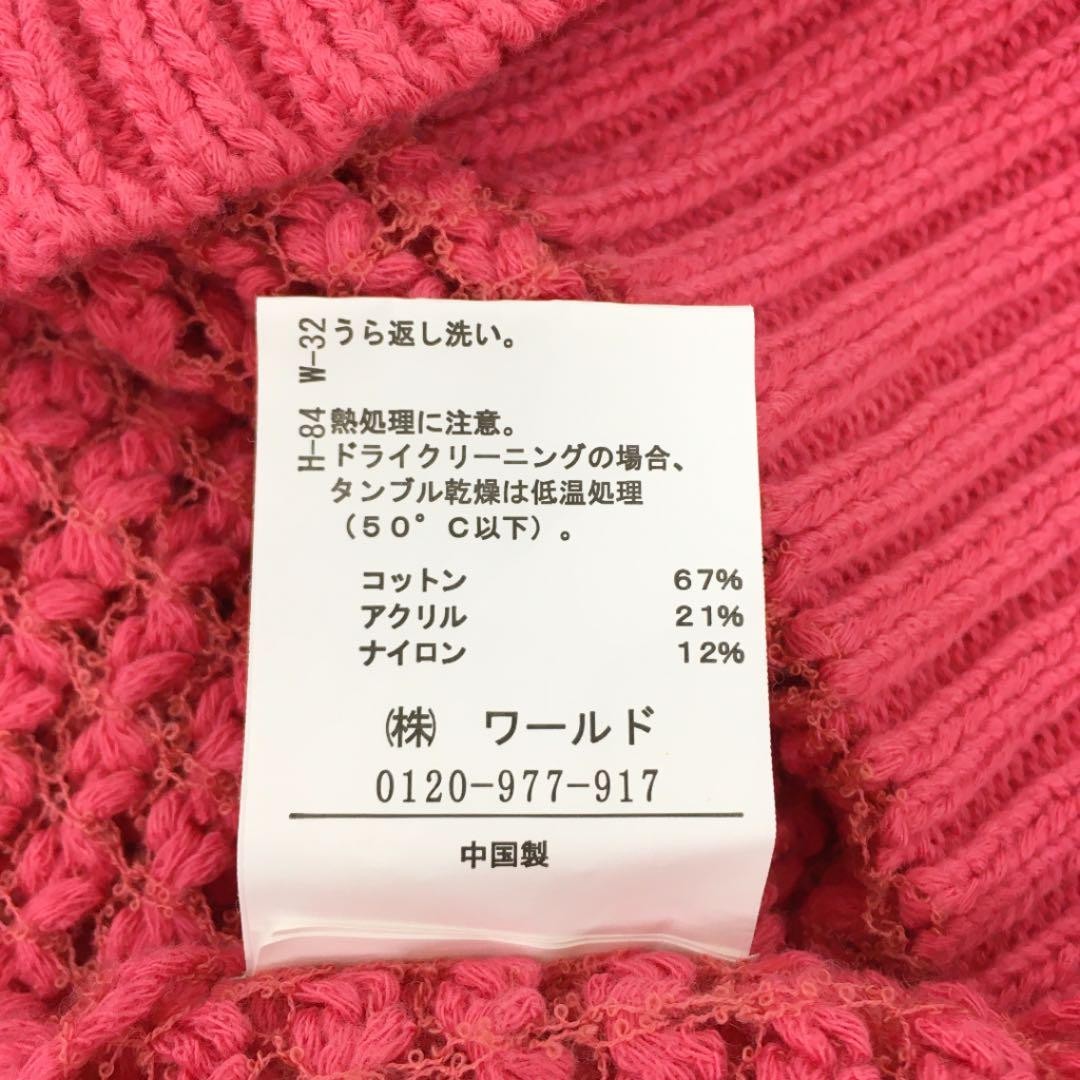 W-32
うら返し洗い。
H-84
熱処理に注意。
ドライクリーニングの場合、
タンブル乾燥は低温処理
（５０°Ｃ以下）。
コットン ６７%
アクリル ２１%
ナイロン １２%
㈱ ワールド
0120-977-917
中国製